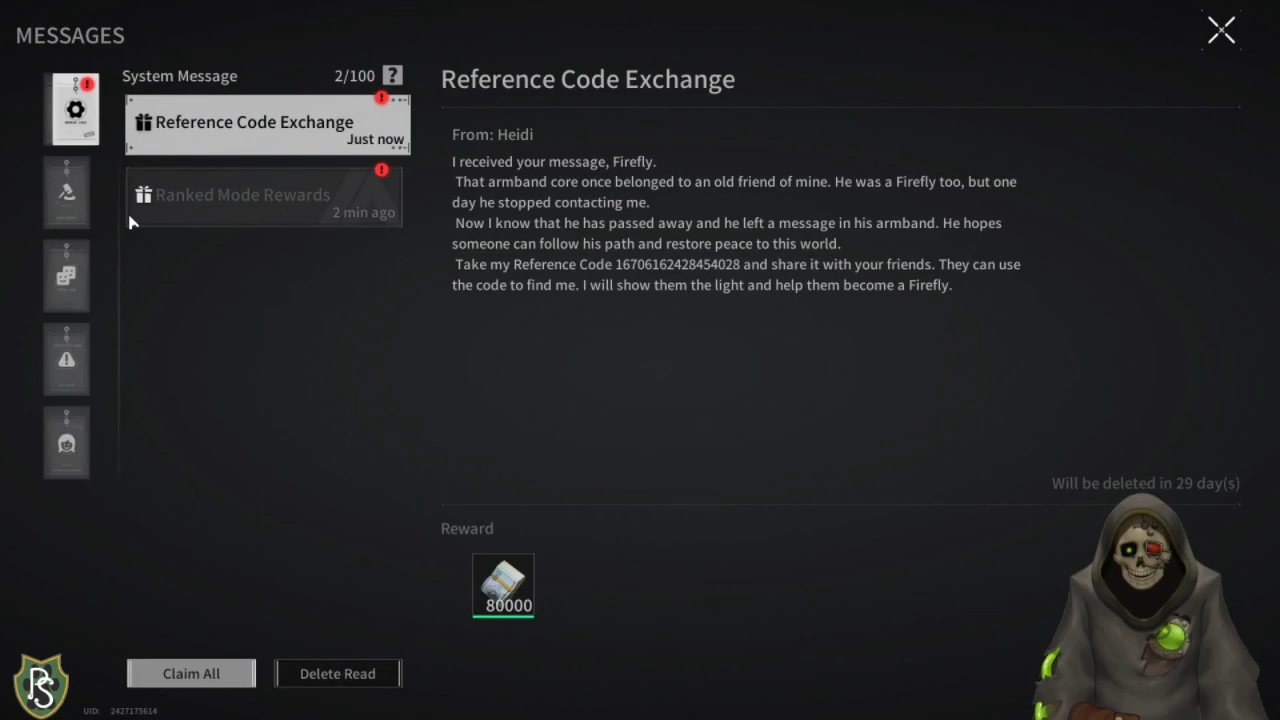 MESSAGES
System Message 2/100 ?
Reference Code Exchange
Just now
Ranked Mode Rewards
2 min ago
Reference Code Exchange
From: Heidi
I received your message, Firefly.
That armband core once belonged to an old friend of mine. He was a Firefly too, but one
day he stopped contacting me.
Now I know that he has passed away and he left a message in his armband. He hopes
someone can follow his path and restore peace to this world.
Take my Reference Code 16706162428454028 and share it with your friends. They can use
the code to find me. I will show them the light and help them become a Firefly.
Will be deleted in 29 day(s)
Reward
80000
Claim All
Delete Read
PS
UID: 2427175614